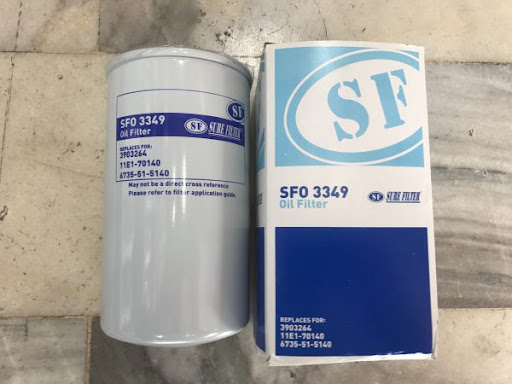 SF
SFO 3349
Oil Filter
SF SURE FILTER
REPLACES FOR:
3903264
11E1-70140
6735-51-5140
May not be a direct cross reference
Please refer to filter application guide.
SF
SFO 3349
Oil Filter
SF SURE FILTER
REPLACES FOR:
3903264
11E1-70140
6735-51-5140